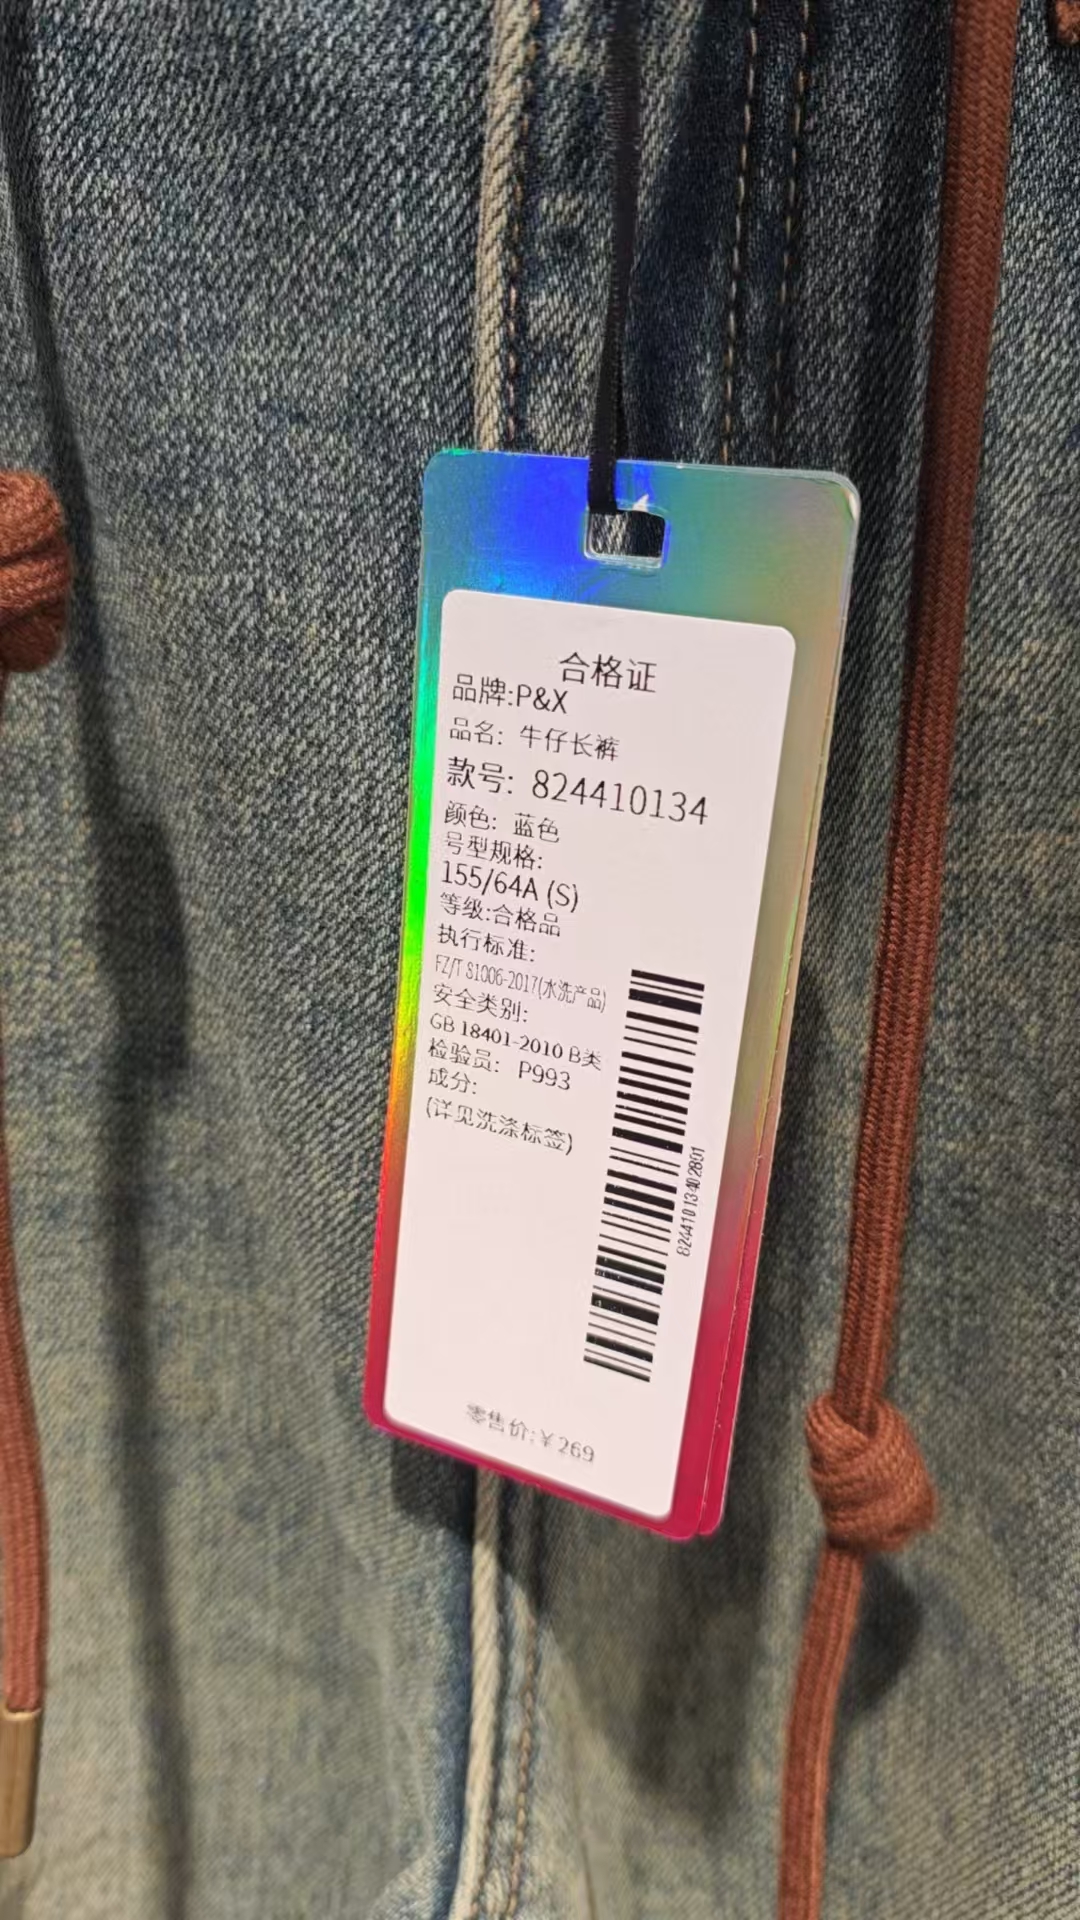 合格证
品牌:P&X
品名: 牛仔长裤
款号: 824410134
颜色: 蓝色
号型规格:
155/64A (S)
等级:合格品
执行标准:
FZ/T 81006-2017(水洗产品)
安全类别:
GB 18401-2010 B类
检验员: P993
成分:
(详见洗涤标签)
82441013402801
零售价:¥269